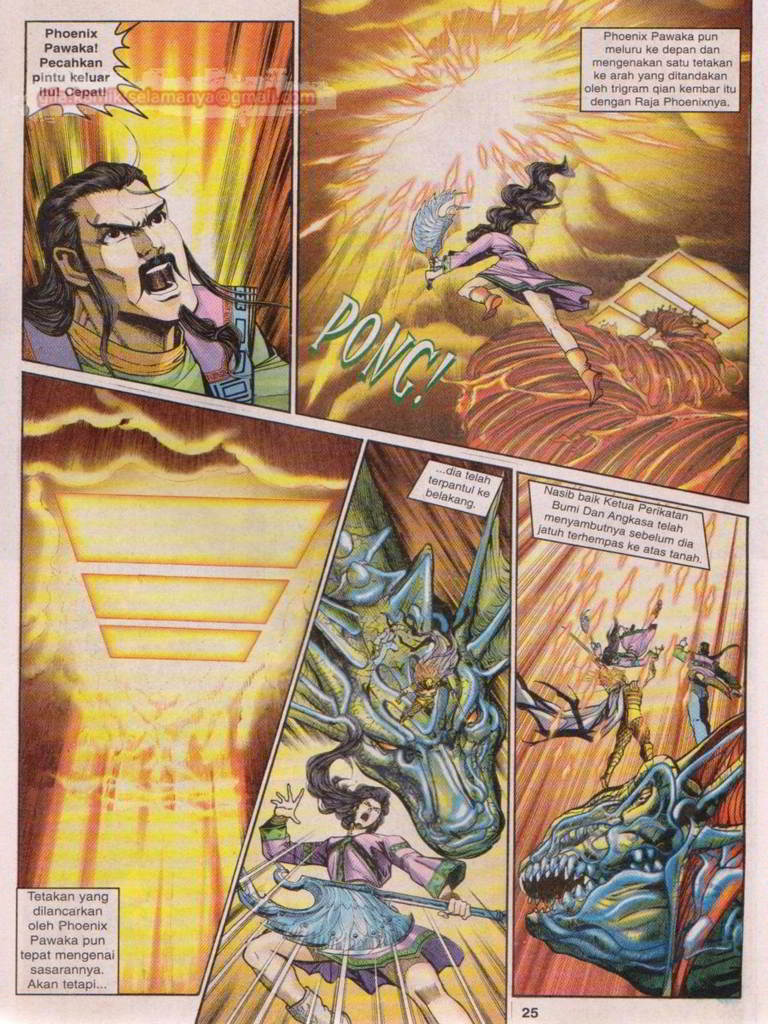 Phoenix
Pawaka!
Pecahkan
pintu keluar
itu! Cepat!
Phoenix Pawaka pun
meluru ke depan dan
mengenakan satu tetakan
ke arah yang ditandakan
oleh trigram qian kembar itu
dengan Raja Phoenixnya.
PONG!
Tetakan yang
dilancarkan
oleh Phoenix
Pawaka pun
tepat mengenai
sasarannya.
Akan tetapi...
...dia telah
terpantul ke
belakang.
Nasib baik Ketua Perikatan
Bumi Dan Angkasa telah
menyambutnya sebelum dia
jatuh terhempas ke atas tanah.
25